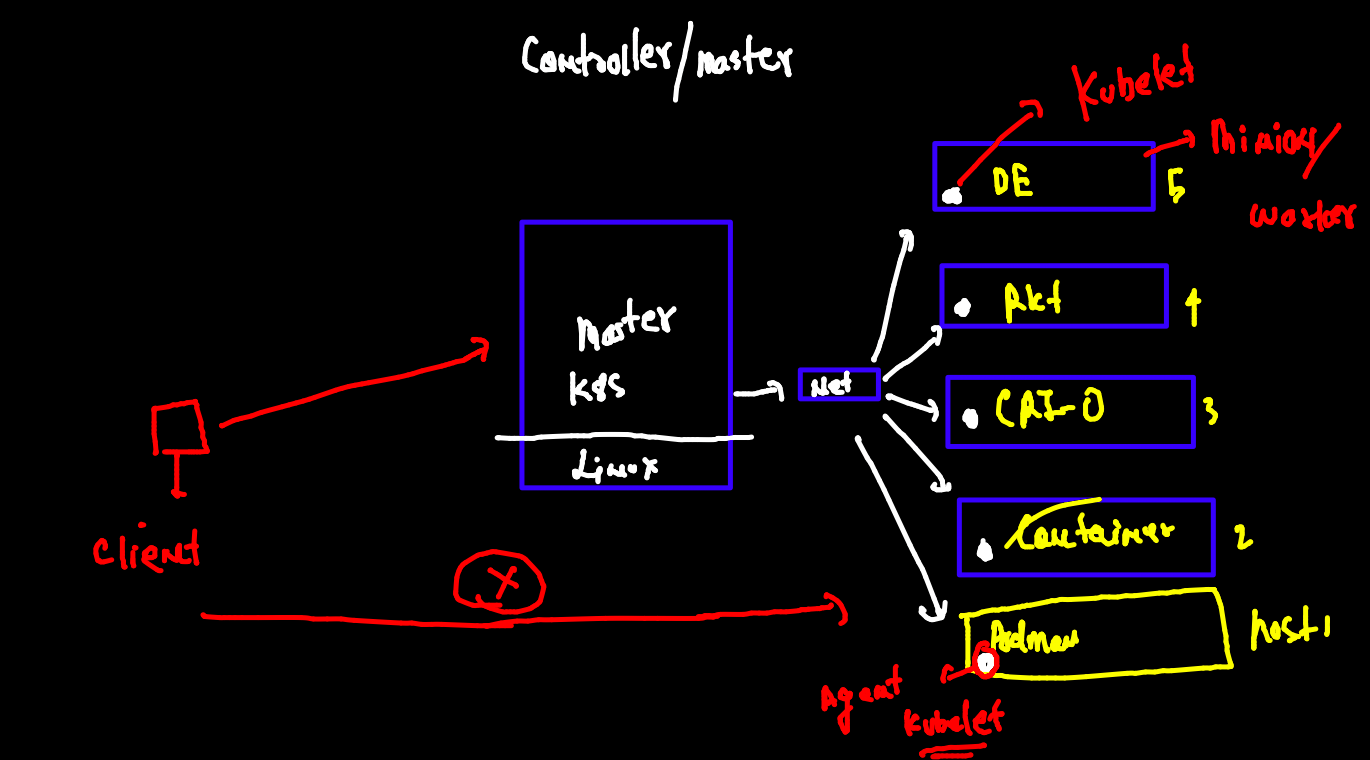 Controller/master
Kubelet
minion/
worker
DE 5
Rkt 4
Master
K8S
Net
CRI-O 3
Linux
Container 2
client
X
Podman host1
Agent
Kubelet